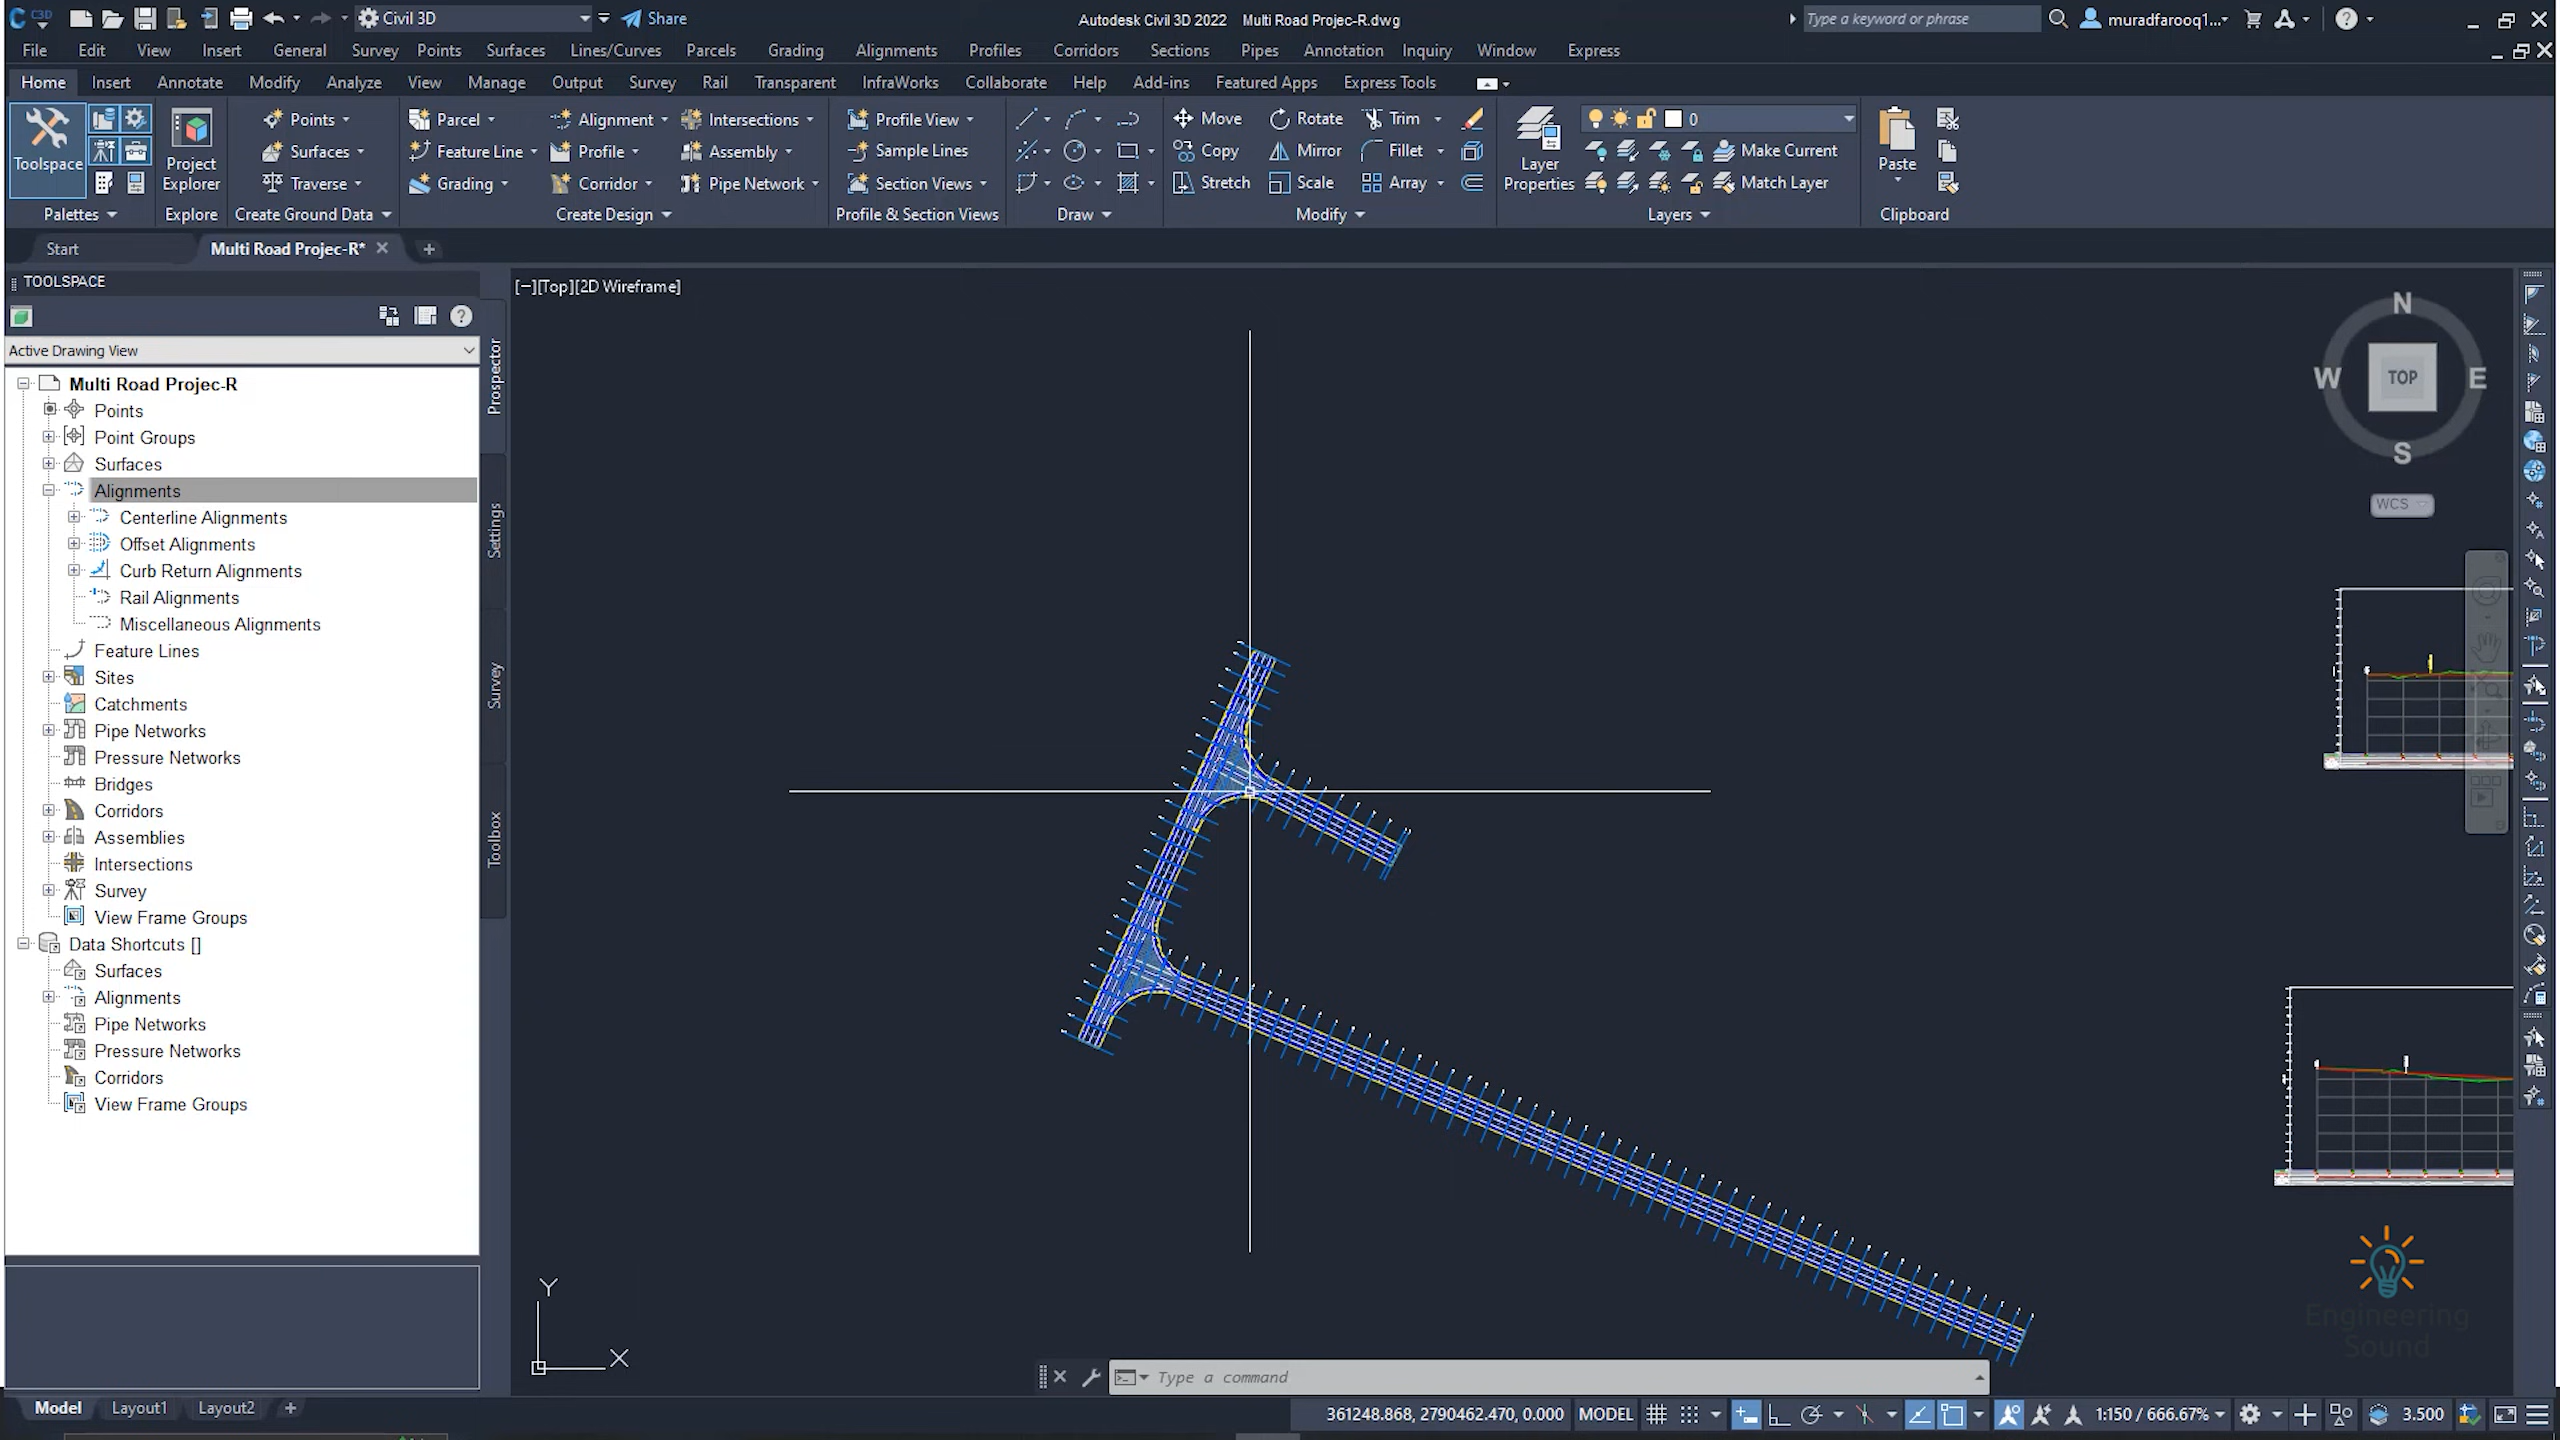 Civil 3D
Share
Autodesk Civil 3D 2022 Multi Road Projec-R.dwg
Type a keyword or phrase
muradfarooq1...
File Edit View Insert General Survey Points Surfaces Lines/Curves Parcels Grading Alignments Profiles Corridors Sections Pipes Annotation Inquiry Window Express
Home Insert Annotate Modify Analyze View Manage Output Survey Rail Transparent InfraWorks Collaborate Help Add-ins Featured Apps Express Tools
Points Parcel Alignment Intersections Profile View Move Rotate Trim 0
Toolspace Project Explorer Surfaces Feature Line Profile Assembly Sample Lines Copy Mirror Fillet Layer Properties Make Current Paste
Traverse Grading Corridor Pipe Network Section Views Stretch Scale Array Match Layer
Palettes Explore Create Ground Data Create Design Profile & Section Views Draw Modify Layers Clipboard
Start Multi Road Projec-R*
TOOLSPACE
[−][Top][2D Wireframe]
Active Drawing View
Multi Road Projec-R
Points
Point Groups
Surfaces
Alignments
Centerline Alignments
Offset Alignments
Curb Return Alignments
Rail Alignments
Miscellaneous Alignments
Feature Lines
Sites
Catchments
Pipe Networks
Pressure Networks
Bridges
Corridors
Assemblies
Intersections
Survey
View Frame Groups
Data Shortcuts []
Surfaces
Alignments
Pipe Networks
Pressure Networks
Corridors
View Frame Groups
Prospector
Settings
Survey
Toolbox
N
W TOP E
S
WCS
Y
X
Engineering
Sound
Type a command
Model Layout1 Layout2
361248.868, 2790462.470, 0.000 MODEL 1:150 / 666.67% 3.500